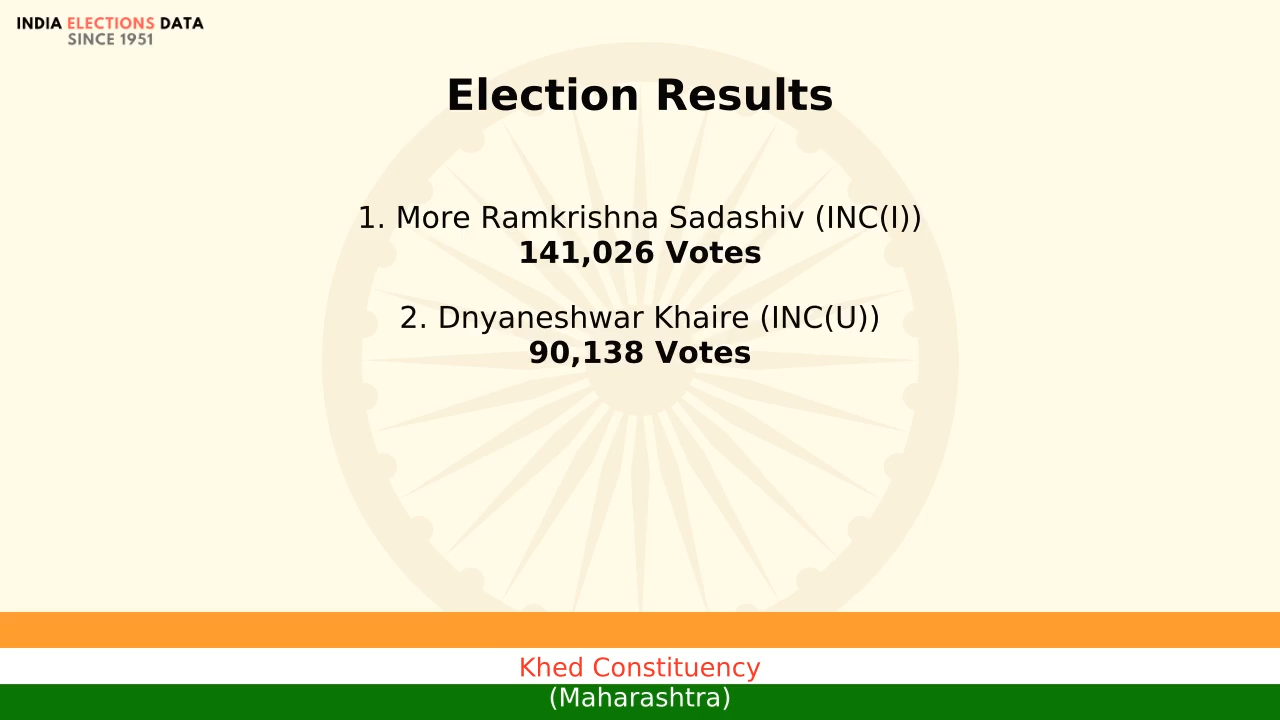 INDIA ELECTIONS DATA
SINCE 1951
Election Results
1. More Ramkrishna Sadashiv (INC(I))
141,026 Votes
2. Dnyaneshwar Khaire (INC(U))
90,138 Votes
Khed Constituency
(Maharashtra)